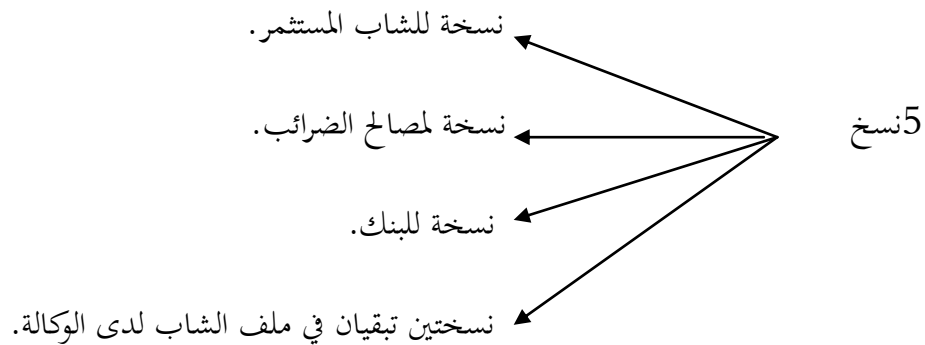 نسخة للشاب المستثمر.
5نسخ
نسخة لمصالح الضرائب.
نسخة للبنك.
نسختين تبقيان في ملف الشاب لدى الوكالة.